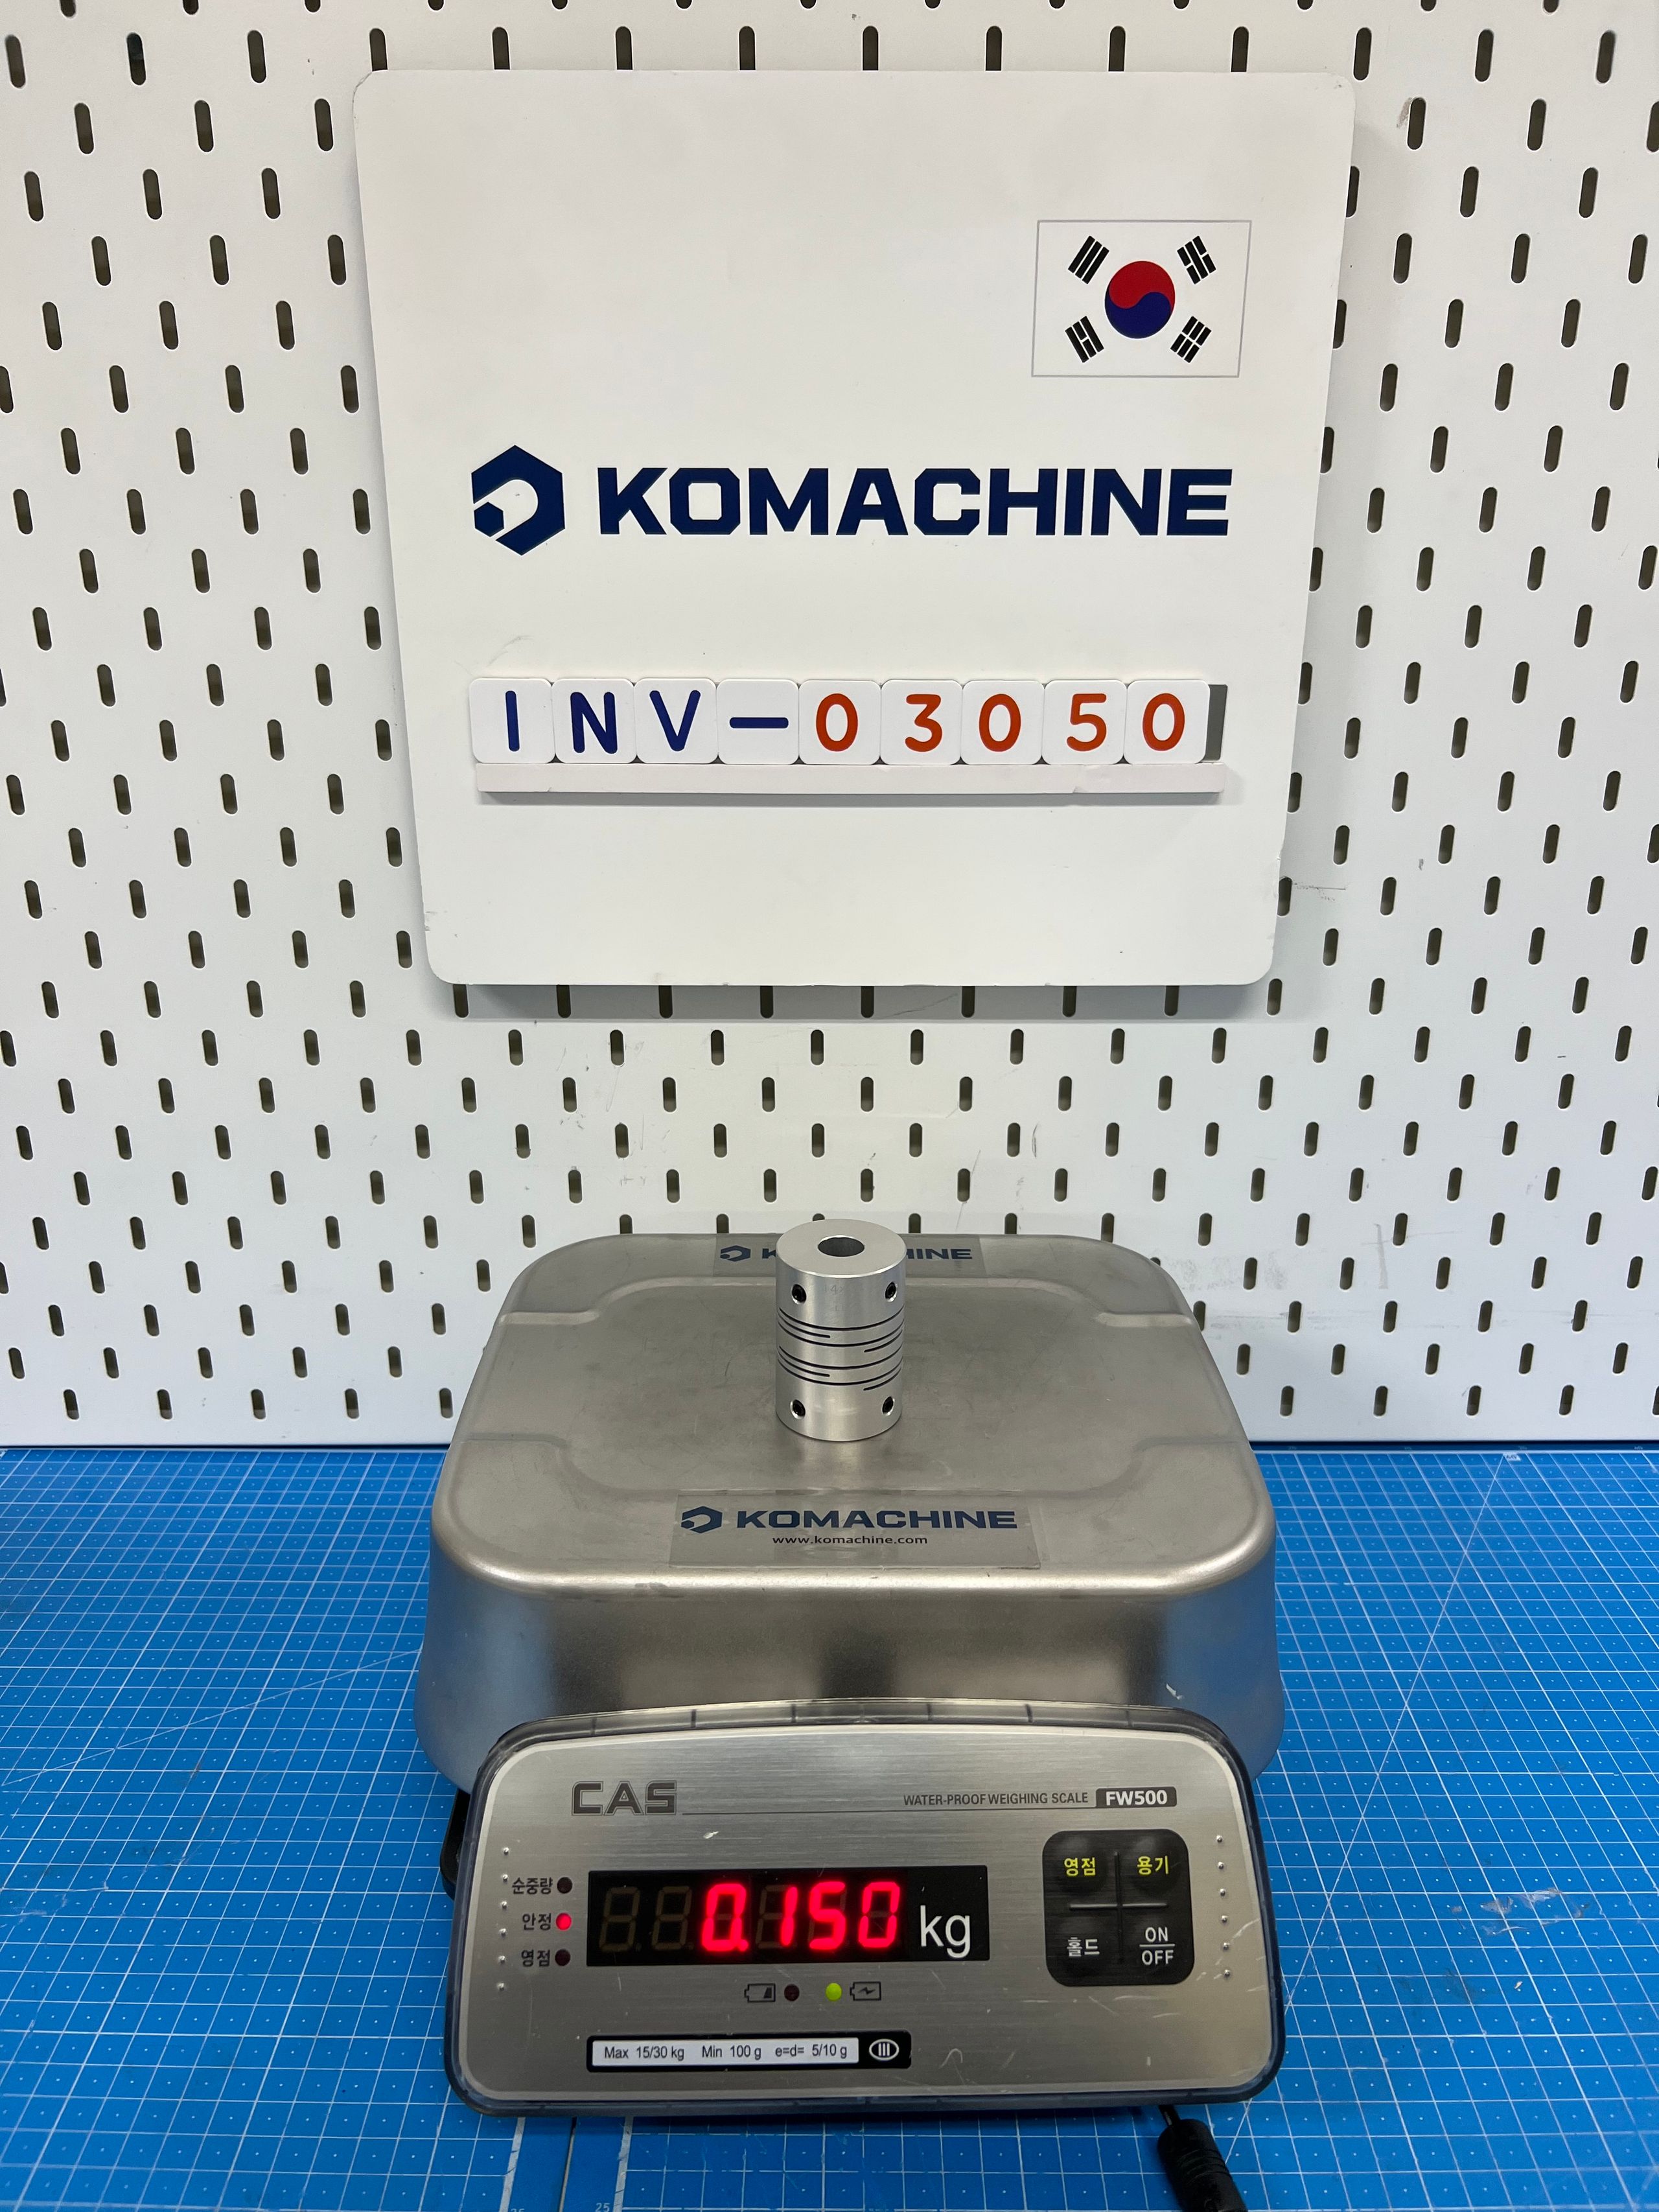 KOMACHINE
INV-03050
KOMACHINE
www.komachine.com
CAS
WATER-PROOF WEIGHING SCALE FW500
순중량
안정
영점
0.150 kg
영점 용기
홀드 ON
OFF
Max 15/30 kg Min 100 g e=d= 5/10 g III
25